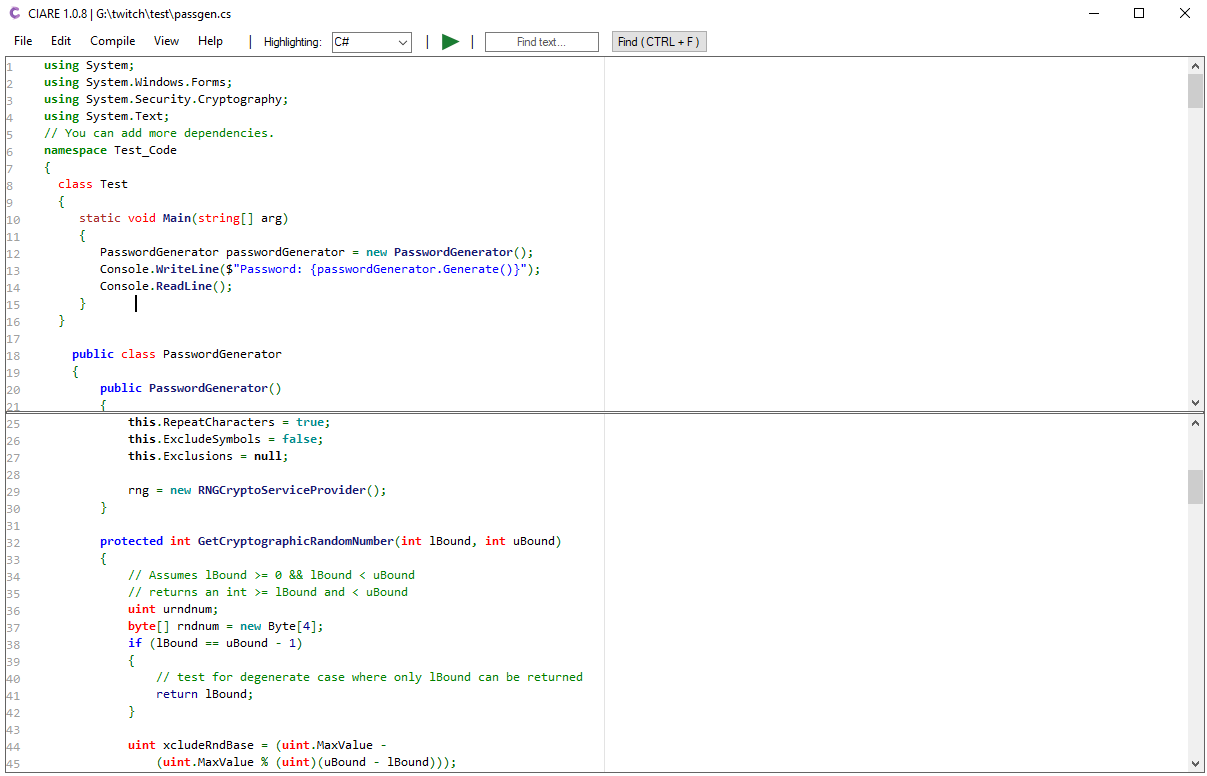 CIARE 1.0.8 | G:\twitch\test\passgen.cs
File Edit Compile View Help | Highlighting: C# | | Find text... Find (CTRL + F)
1 using System;
2 using System.Windows.Forms;
3 using System.Security.Cryptography;
4 using System.Text;
5 // You can add more dependencies.
6 namespace Test_Code
7 {
8 class Test
9 {
10 static void Main(string[] arg)
11 {
12 PasswordGenerator passwordGenerator = new PasswordGenerator();
13 Console.WriteLine($"Password: {passwordGenerator.Generate()}");
14 Console.ReadLine();
15 }
16 }
17
18 public class PasswordGenerator
19 {
20 public PasswordGenerator()
21 {
25 this.RepeatCharacters = true;
26 this.ExcludeSymbols = false;
27 this.Exclusions = null;
28
29 rng = new RNGCryptoServiceProvider();
30 }
31
32 protected int GetCryptographicRandomNumber(int lBound, int uBound)
33 {
34 // Assumes lBound >= 0 && lBound < uBound
35 // returns an int >= lBound and < uBound
36 uint urndnum;
37 byte[] rndnum = new Byte[4];
38 if (lBound == uBound - 1)
39 {
40 // test for degenerate case where only lBound can be returned
41 return lBound;
42 }
43
44 uint xcludeRndBase = (uint.MaxValue -
45 (uint.MaxValue % (uint)(uBound - lBound)));